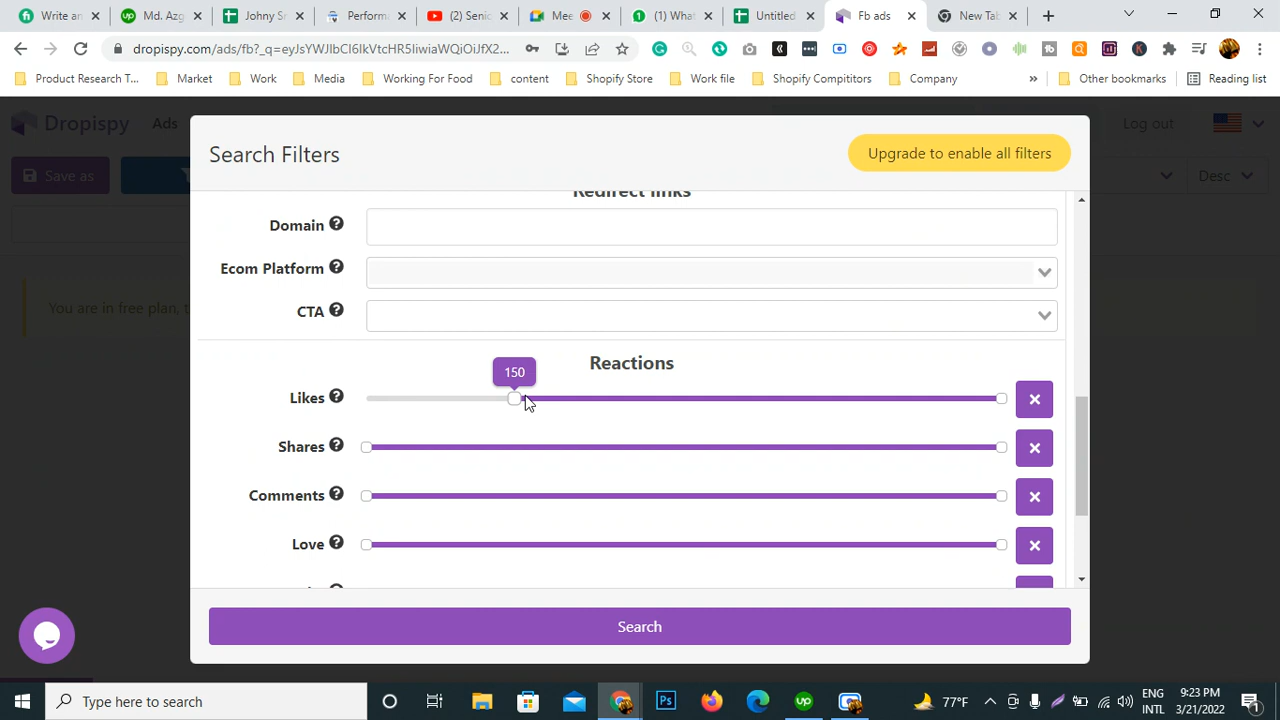 Write an
Md. Azg
Johny Sr
Perform
(2) Senio
Mee
(1) What
Untitled
Fb ads
New Tab
dropispy.com/ads/fb?_q=eyJsYWJlbCI6IkVtcHR5IiwiaWQiOiJfX2...
Product Research T...
Market
Work
Media
Working For Food
content
Shopify Store
Work file
Shopify Compititors
Company
»
Other bookmarks
Reading list
Dropispy
Ads
Log out
Save as
Desc
You are in free plan, t
Search Filters
Upgrade to enable all filters
Redirect links
Domain
Ecom Platform
CTA
Reactions
150
Likes
Shares
Comments
Love
Search
Type here to search
77°F
ENG
INTL
9:23 PM
3/21/2022
1